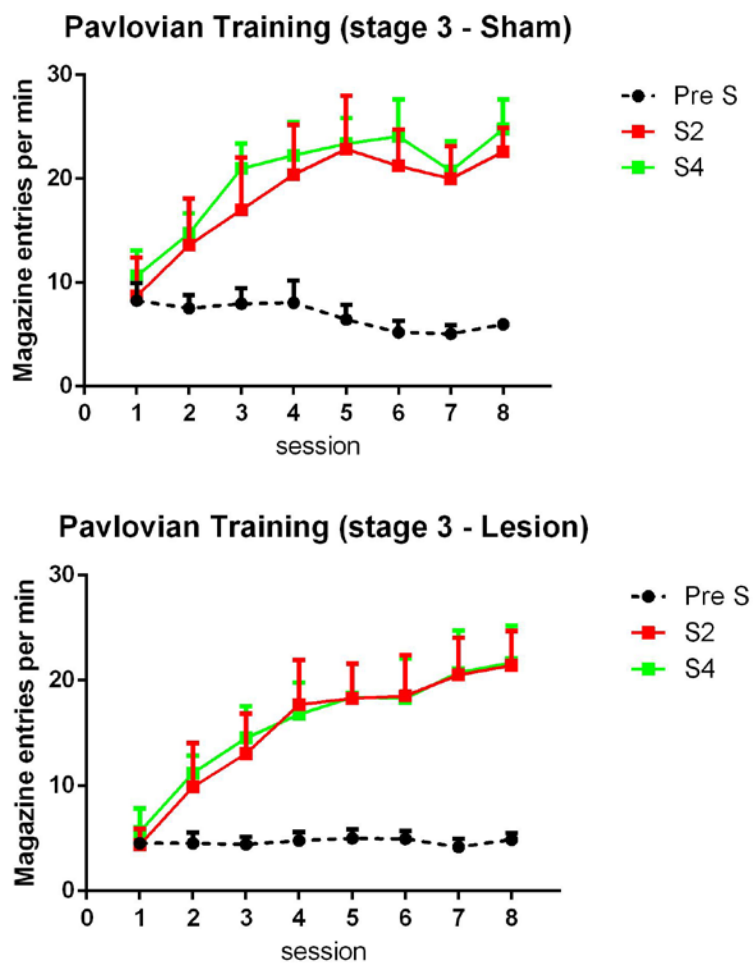 Pavlovian Training (stage 3 - Sham)
Magazine entries per min
30
20
10
0
0 1 2 3 4 5 6 7 8
session
Pre S
S2
S4
Pavlovian Training (stage 3 - Lesion)
Magazine entries per min
30
20
10
0
0 1 2 3 4 5 6 7 8
session
Pre S
S2
S4